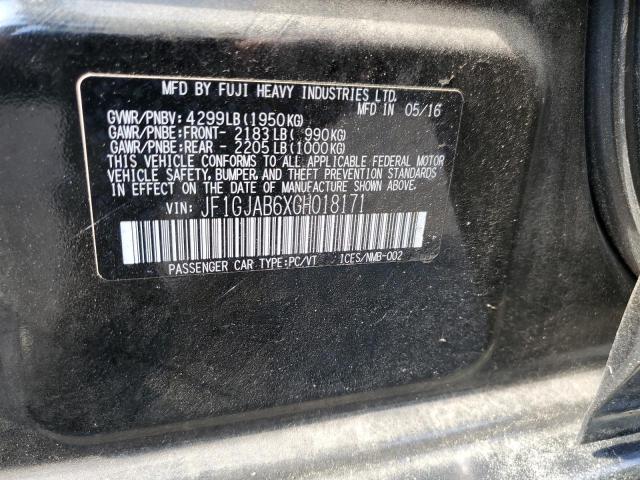 MFD BY FUJI HEAVY INDUSTRIES LTD.
MFD IN 05/16
GVWR/PNBV: 4299LB(1950KG)
GAWR/PNBE:FRONT- 2183LB( 990KG)
GAWR/PNBE:REAR - 2205LB(1000KG)
THIS VEHICLE CONFORMS TO ALL APPLICABLE FEDERAL MOTOR
VEHICLE SAFETY, BUMPER, AND THEFT PREVENTION STANDARDS
IN EFFECT ON THE DATE OF MANUFACTURE SHOWN ABOVE.
VIN: JF1GJAB6XGH018171
PASSENGER CAR TYPE:PC/VT ICES/NMB-002